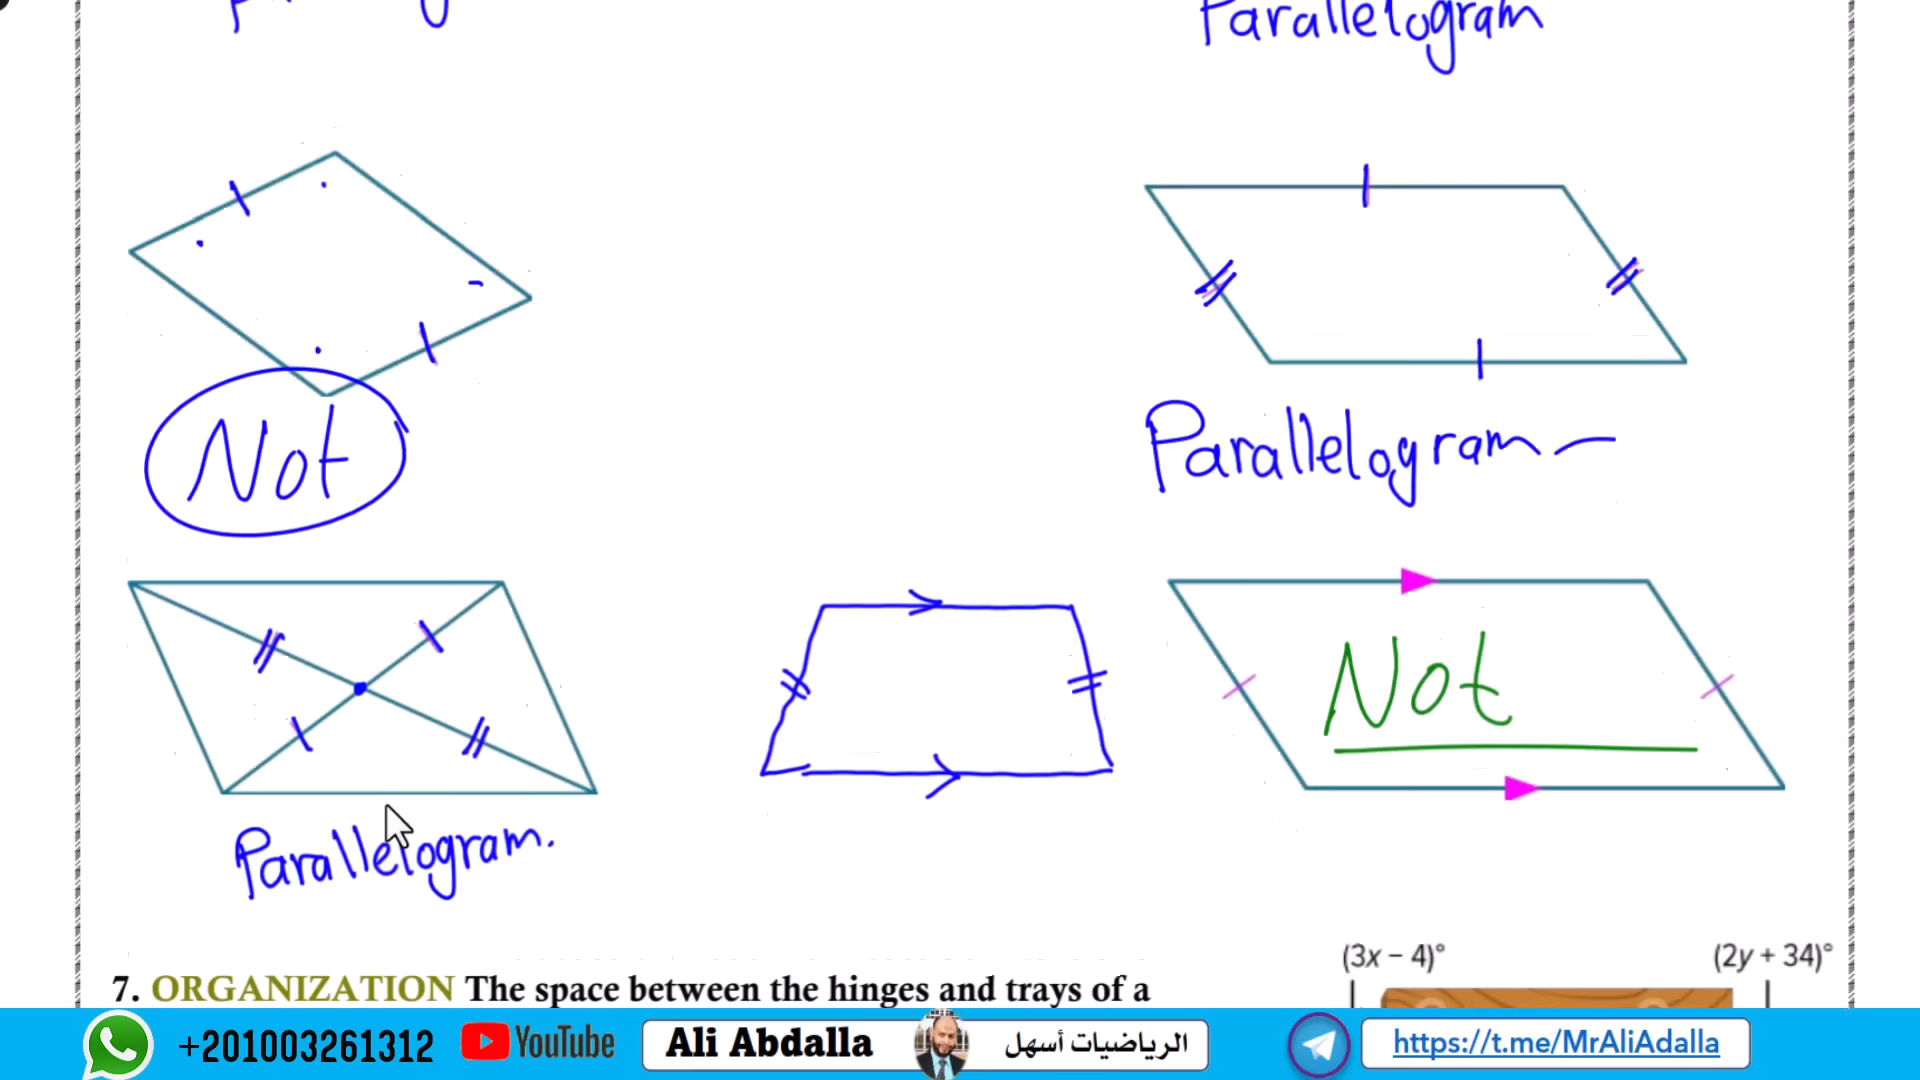 Parallelogram
Not
Parallelogram
Not
Parallelogram.
(3x − 4)°
(2y + 34)°
7. ORGANIZATION The space between the hinges and trays of a
+201003261312
YouTube
Ali Abdalla
الرياضيات أسهل
https://t.me/MrAliAdalla